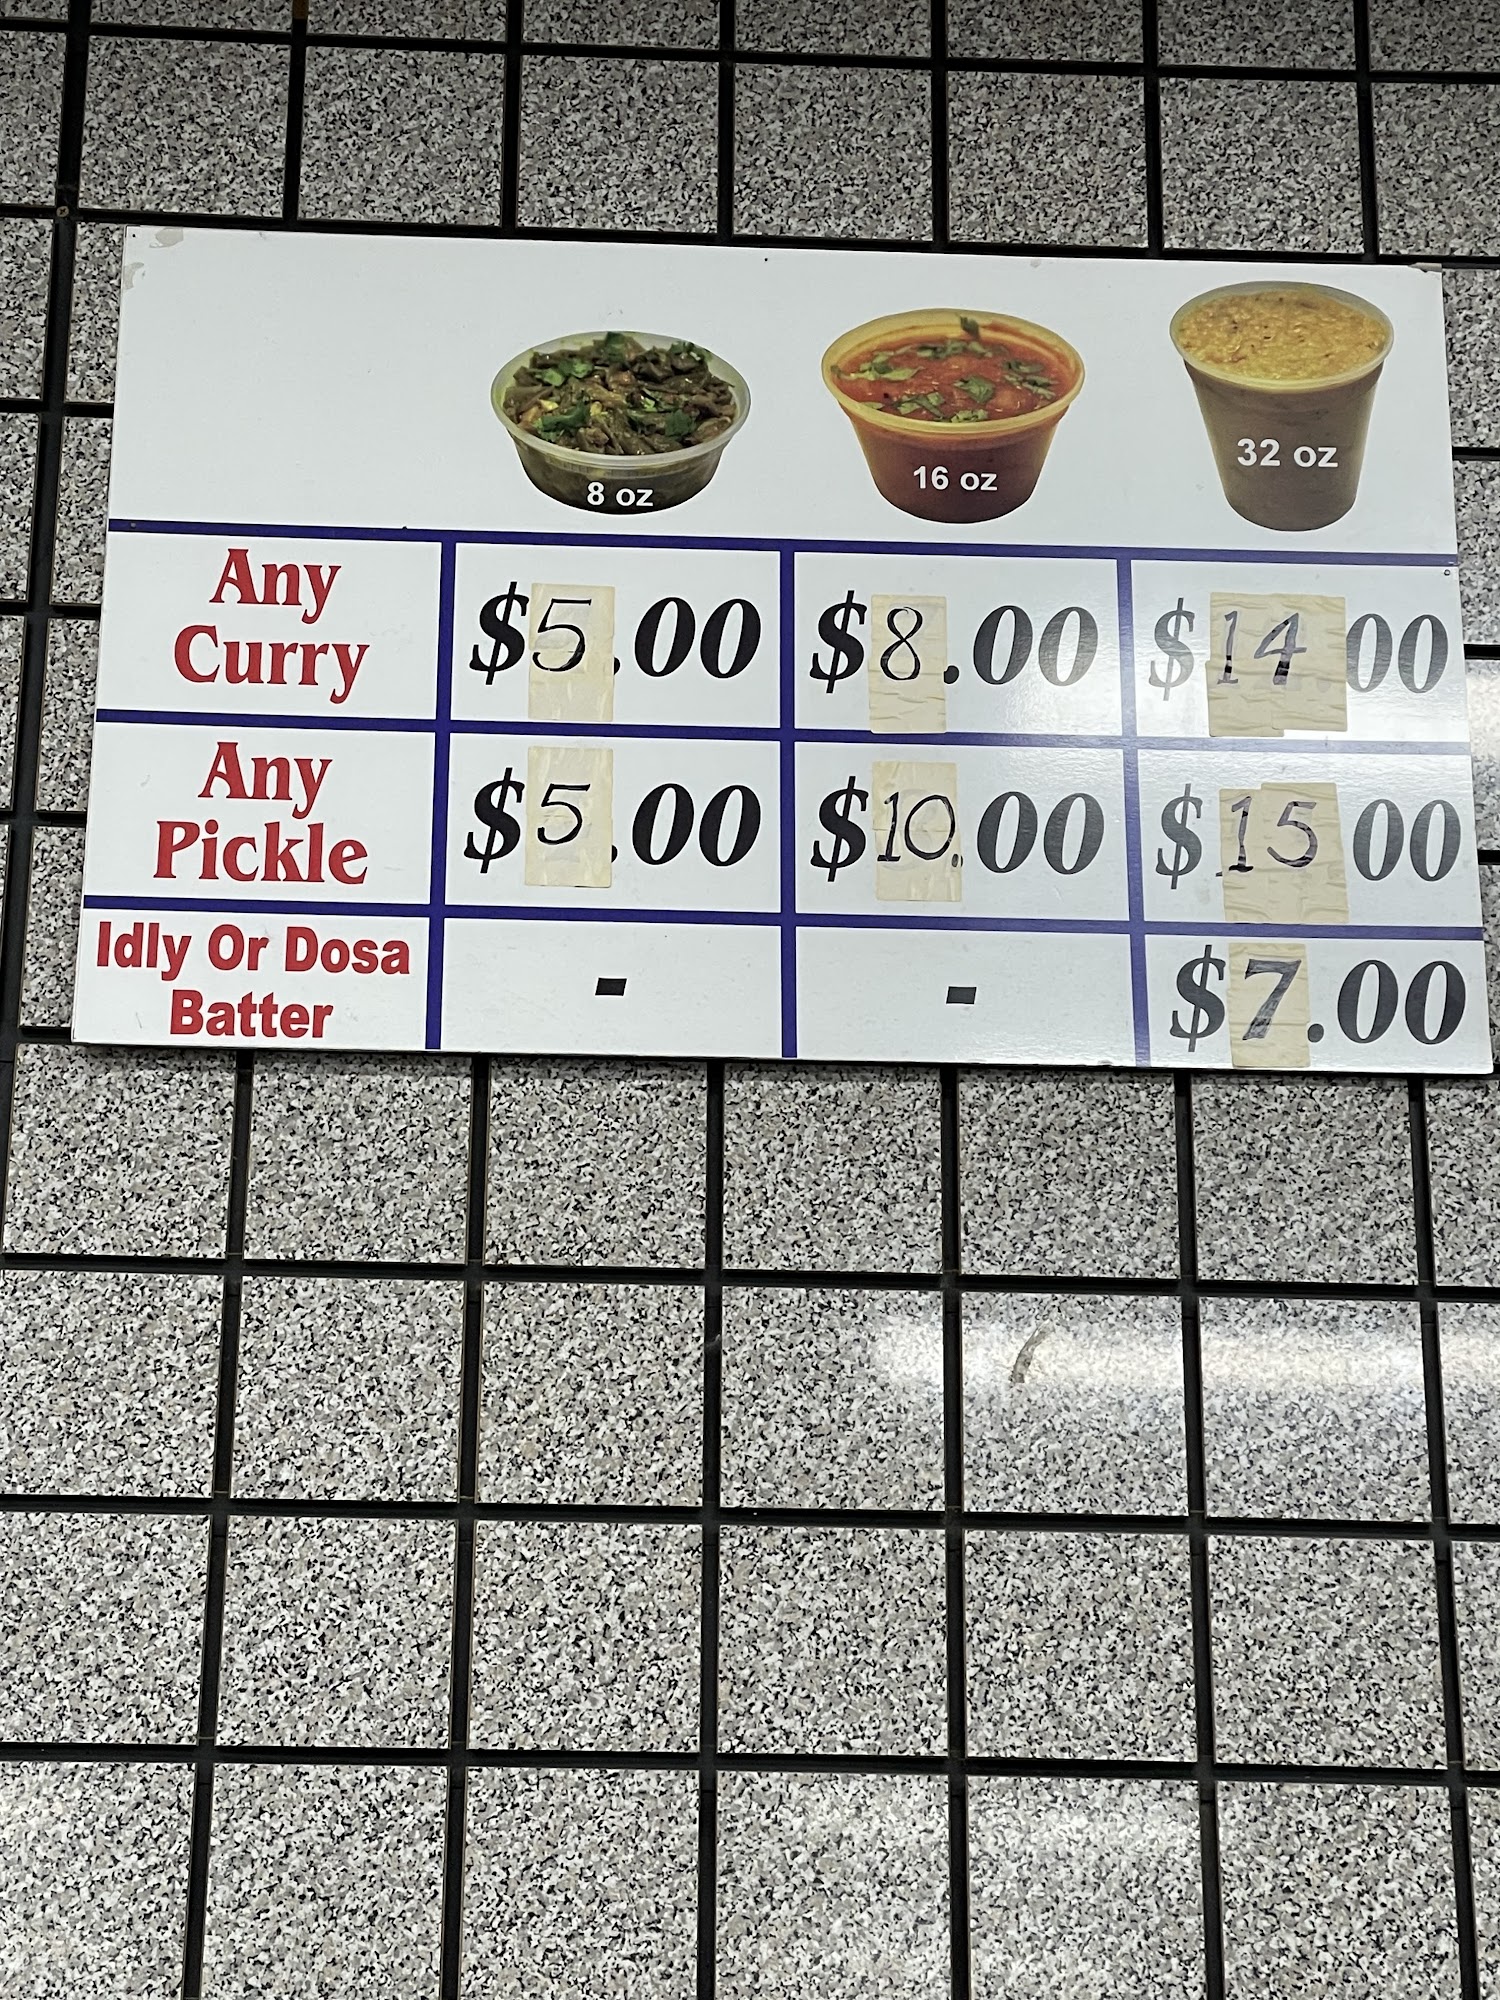 8 oz 16 oz 32 oz
Any
Curry
$5.00 $8.00 $14 00
Any
Pickle
$5.00 $10.00 $15 00
Idly Or Dosa
Batter
- - $7.00